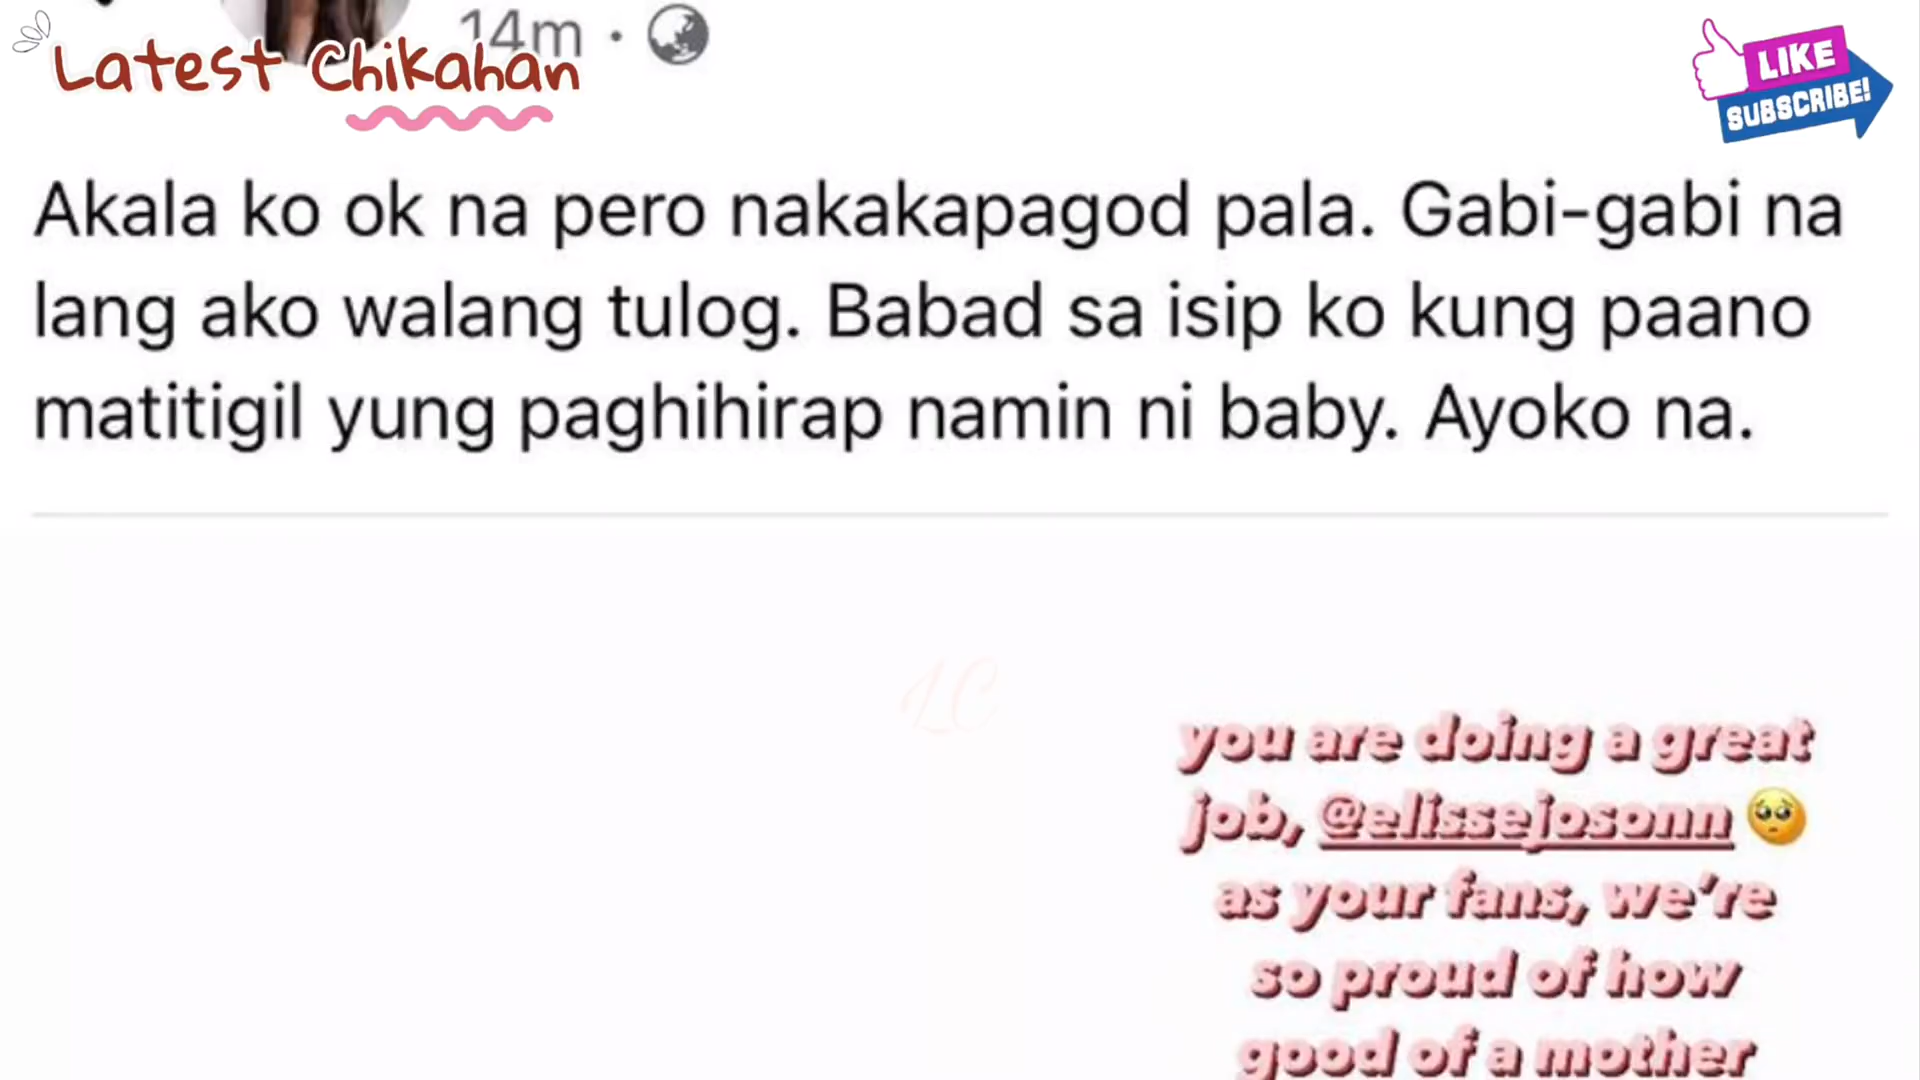 14m
Latest Chikahan
LIKE
SUBSCRIBE!
Akala ko ok na pero nakakapagod pala. Gabi-gabi na
lang ako walang tulog. Babad sa isip ko kung paano
matitigil yung paghihirap namin ni baby. Ayoko na.
LC
you are doing a great
job, @elissejosonn 🥺
as your fans, we're
so proud of how
good of a mother